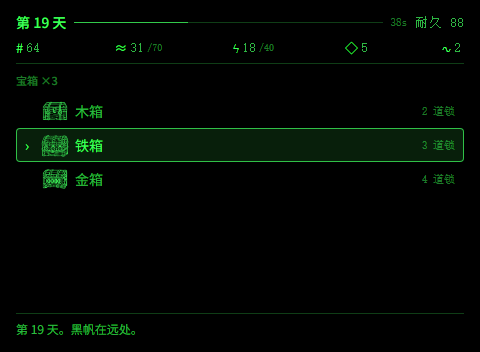 第 19 天 38s 耐久 88
# 64 ≈ 31 /70 ϟ 18 /40 ◇ 5 ∿ 2
宝箱 ×3
木箱 2 道锁
› 铁箱 3 道锁
金箱 4 道锁
第 19 天。黑帆在远处。